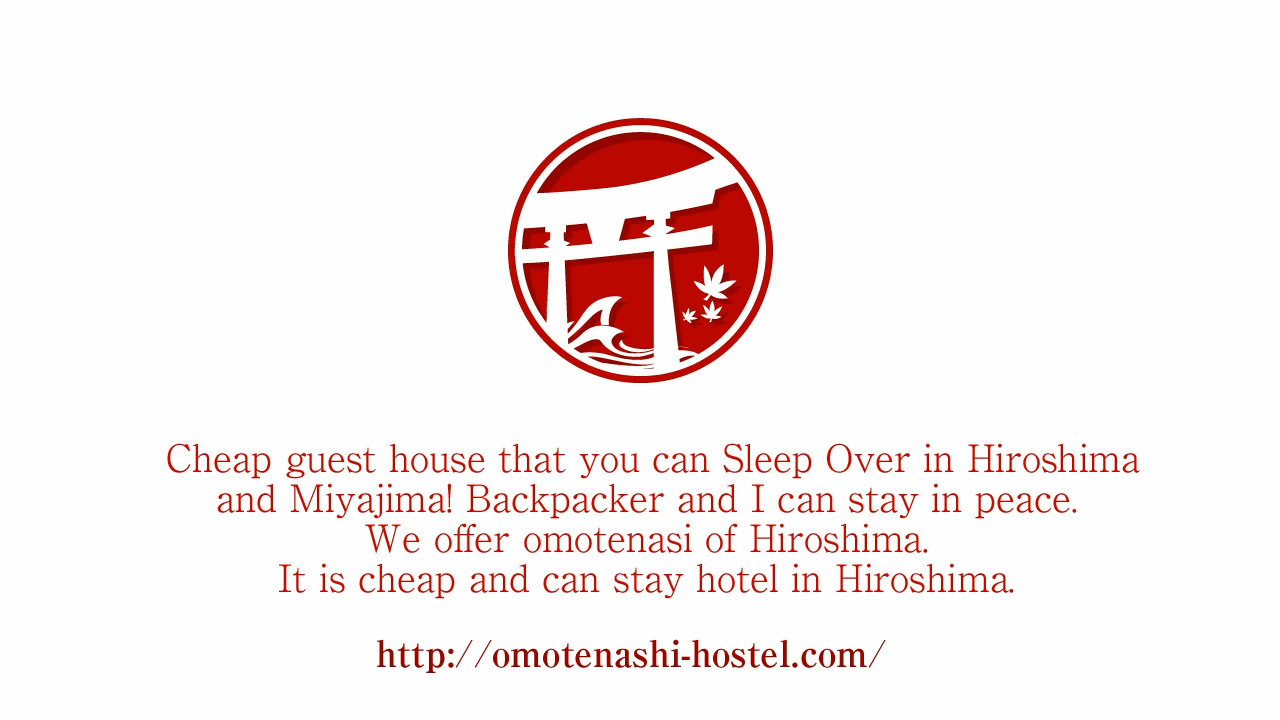 Cheap guest house that you can Sleep Over in Hiroshima
and Miyajima! Backpacker and I can stay in peace.
We offer omotenasi of Hiroshima.
It is cheap and can stay hotel in Hiroshima.
http://omotenashi-hostel.com/